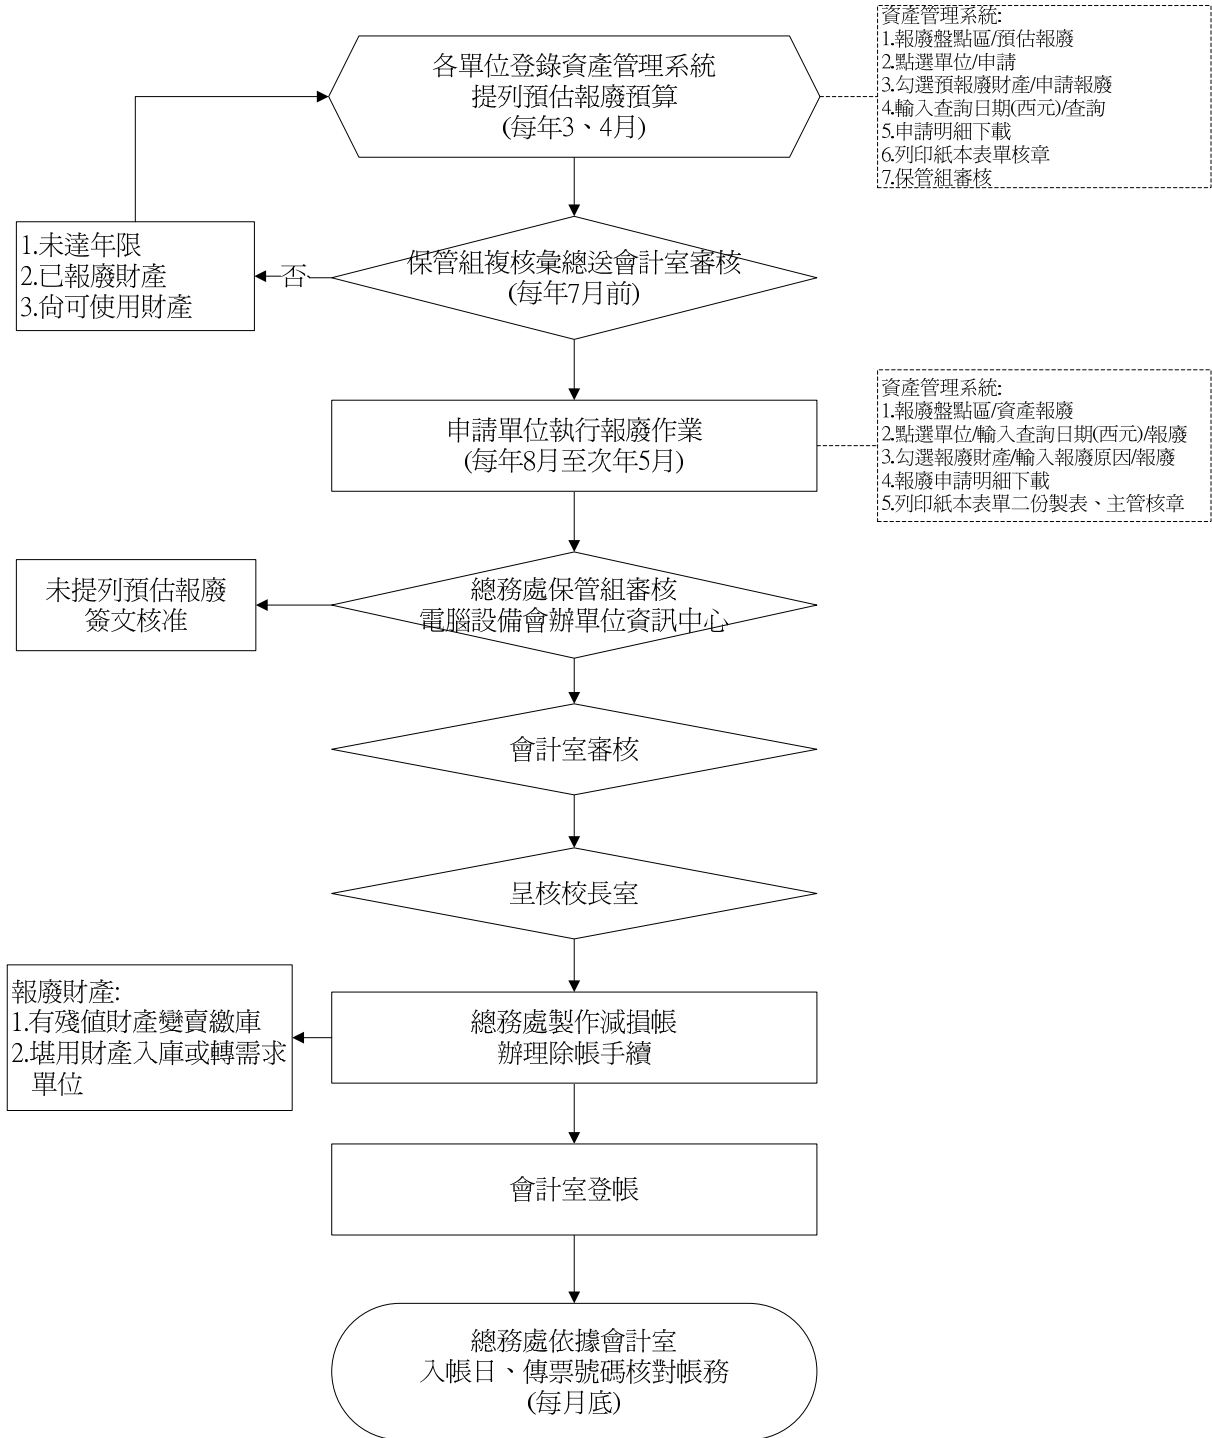 各單位登錄資產管理系統
提列預估報廢預算
(每年3、4月)
資產管理系統:
1.報廢盤點區/預估報廢
2.點選單位/申請
3.勾選預報廢財產/申請報廢
4.輸入查詢日期(西元)/查詢
5.申請明細下載
6.列印紙本表單核章
7.保管組審核
保管組複核彙總送會計室審核
(每年7月前)
否
1.未達年限
2.已報廢財產
3.尚可使用財產
申請單位執行報廢作業
(每年8月至次年5月)
資產管理系統:
1.報廢盤點區/資產報廢
2.點選單位/輸入查詢日期(西元)/報廢
3.勾選報廢財產/輸入報廢原因/報廢
4.報廢申請明細下載
5.列印紙本表單二份製表、主管核章
總務處保管組審核
電腦設備會辦單位資訊中心
未提列預估報廢
簽文核准
會計室審核
呈核校長室
總務處製作減損帳
辦理除帳手續
報廢財產:
1.有殘值財產變賣繳庫
2.堪用財產入庫或轉需求
單位
會計室登帳
總務處依據會計室
入帳日、傳票號碼核對帳務
(每月底)